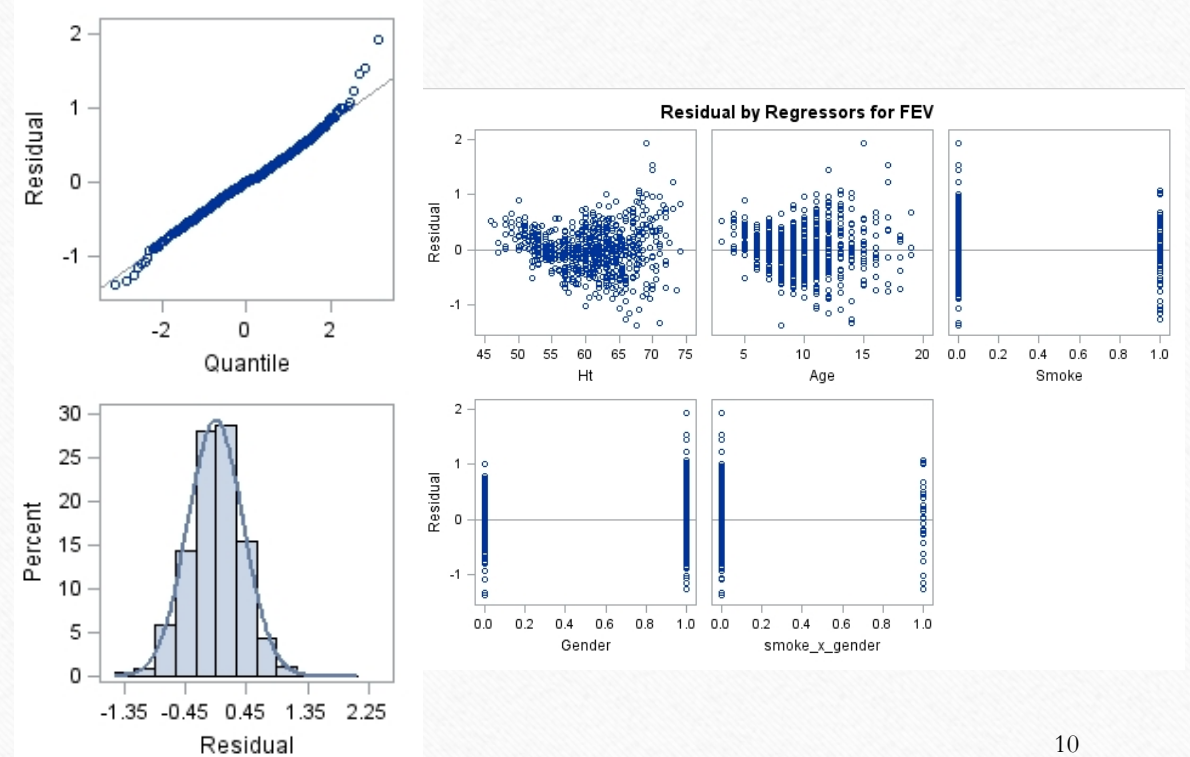 2
1
0
-1
Residual
-2 0 2
Quantile
30
25
20
15
10
5
0
Percent
-1.35 -0.45 0.45 1.35 2.25
Residual
Residual by Regressors for FEV
2
1
0
-1
Residual
45 50 55 60 65 70 75
Ht
5 10 15 20
Age
0.0 0.2 0.4 0.6 0.8 1.0
Smoke
2
1
0
-1
Residual
0.0 0.2 0.4 0.6 0.8 1.0
Gender
0.0 0.2 0.4 0.6 0.8 1.0
smoke_x_gender
10